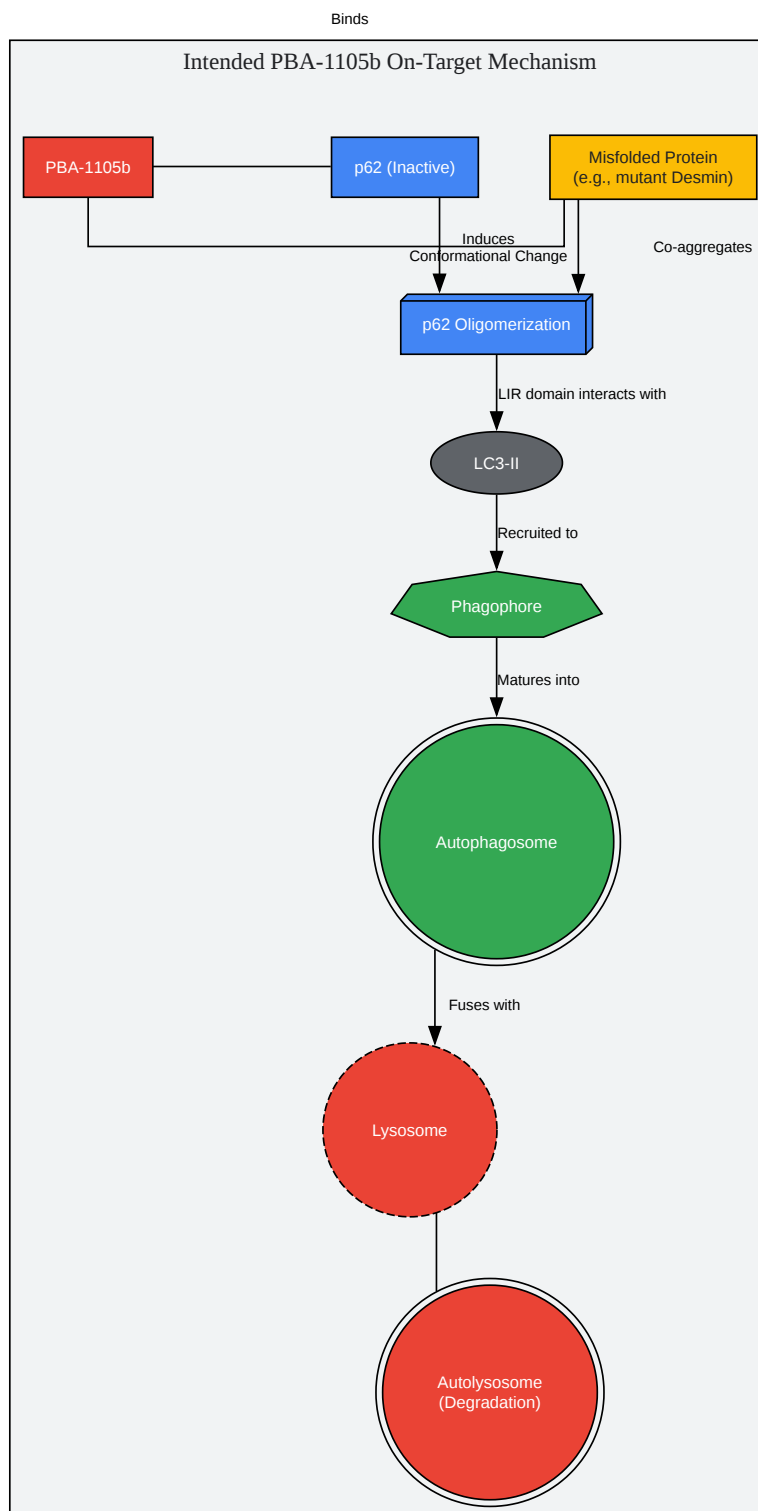 Binds
Intended PBA-1105b On-Target Mechanism
PBA-1105b
p62 (Inactive)
Misfolded Protein
(e.g., mutant Desmin)
Induces
Conformational Change
Co-aggregates
p62 Oligomerization
LIR domain interacts with
LC3-II
Recruited to
Phagophore
Matures into
Autophagosome
Fuses with
Lysosome
Autolysosome
(Degradation)